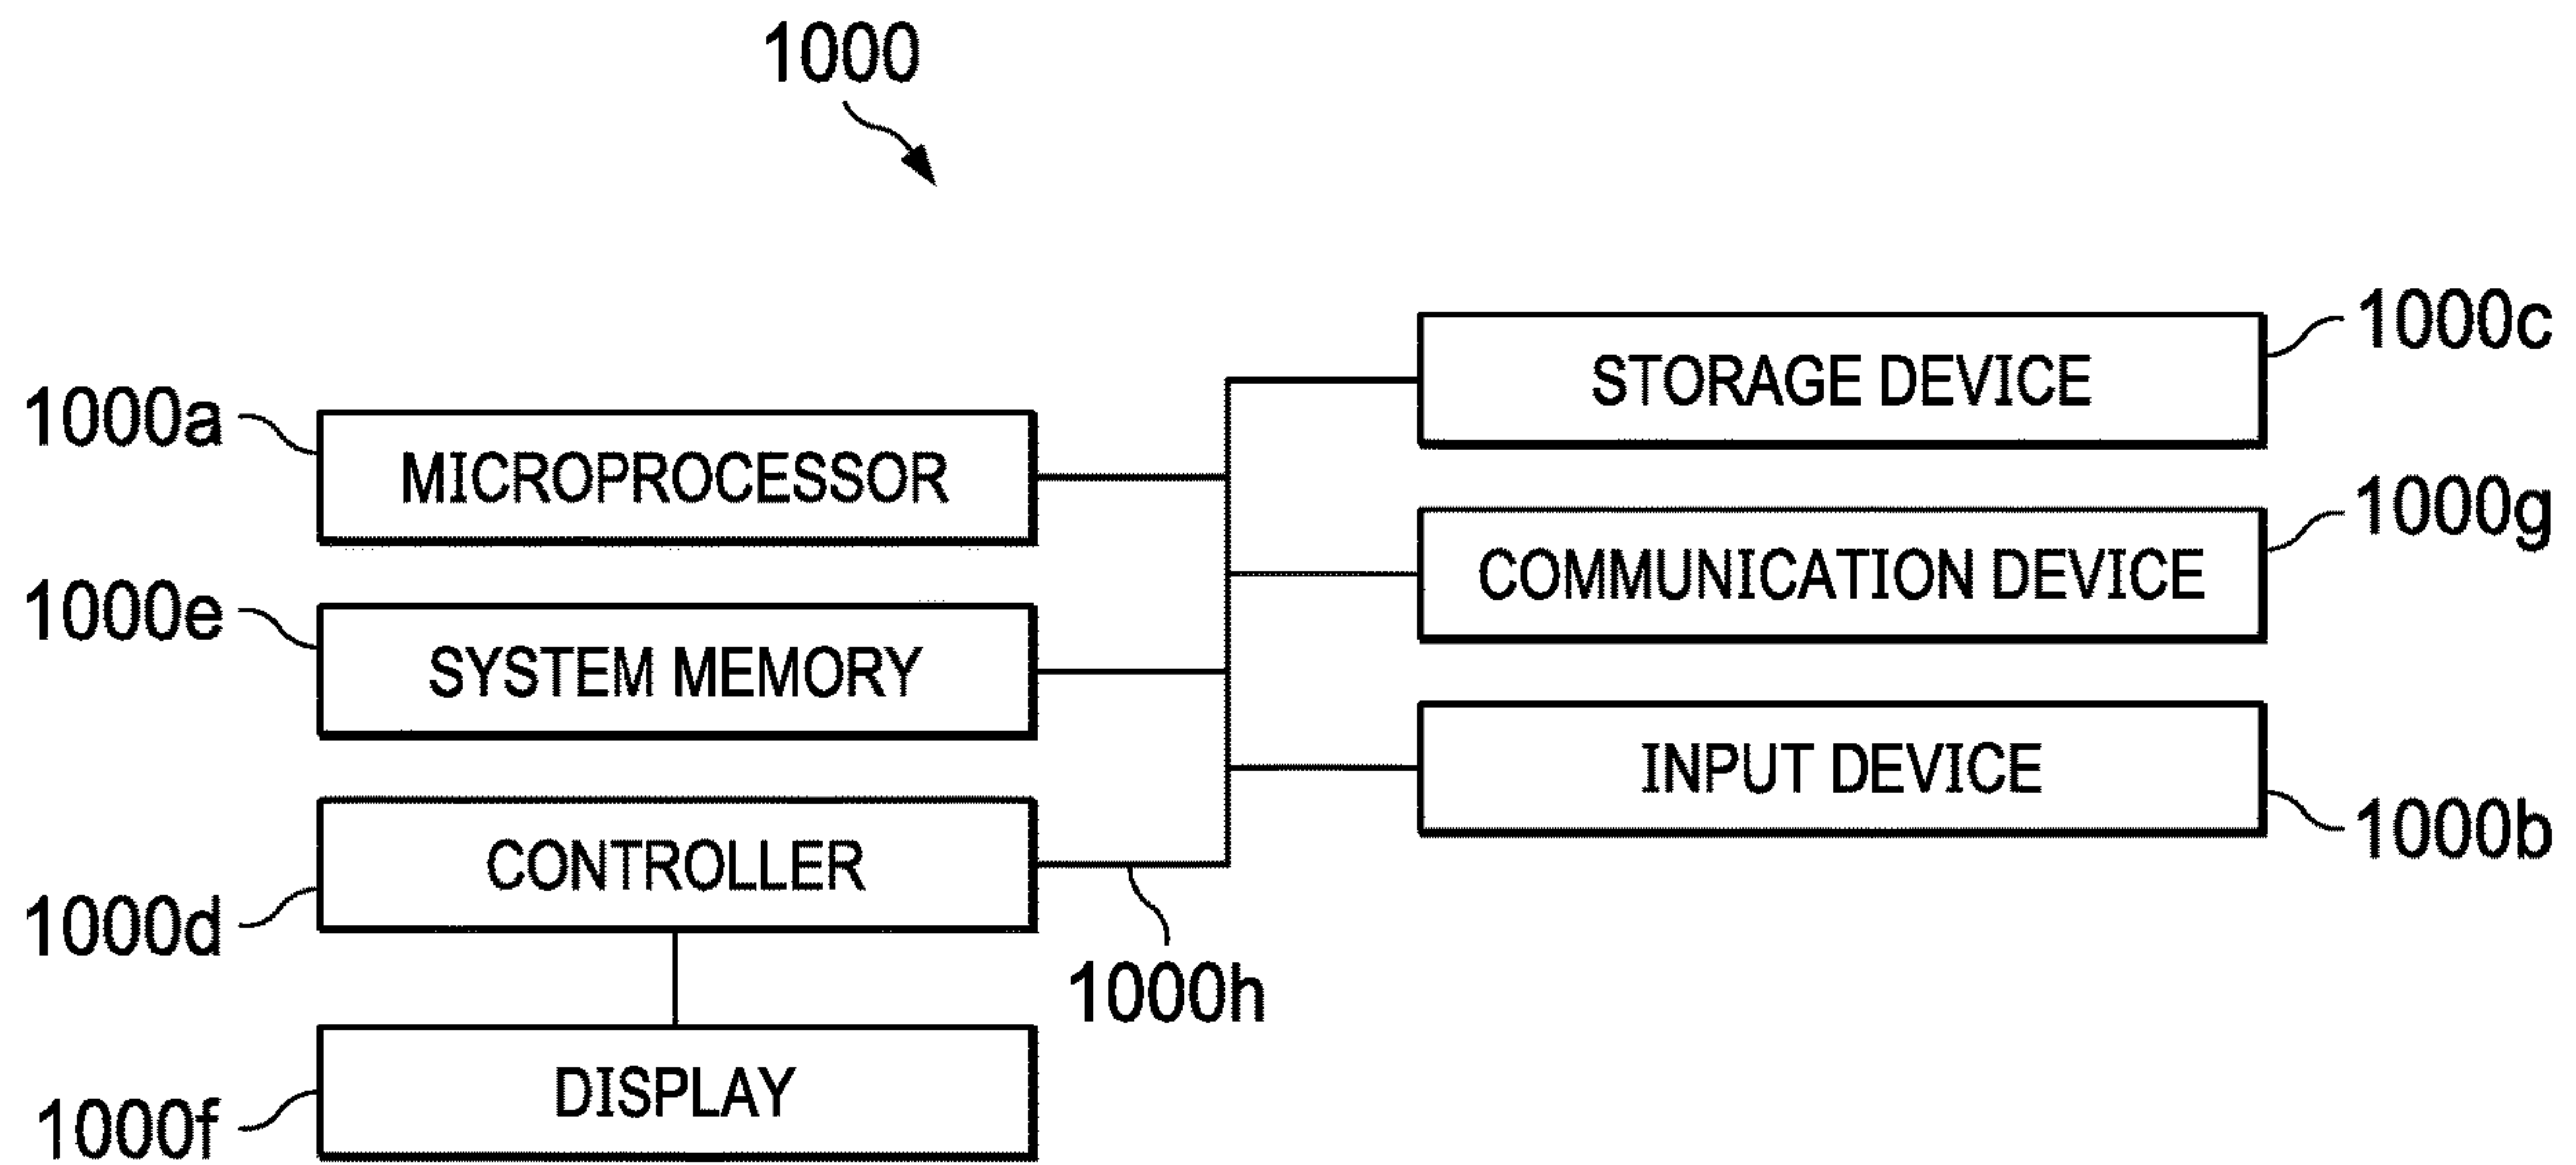 1000
1000c
STORAGE DEVICE
1000a
MICROPROCESSOR
1000g
COMMUNICATION DEVICE
1000e
SYSTEM MEMORY
INPUT DEVICE
1000b
CONTROLLER
1000d
1000h
DISPLAY
1000f